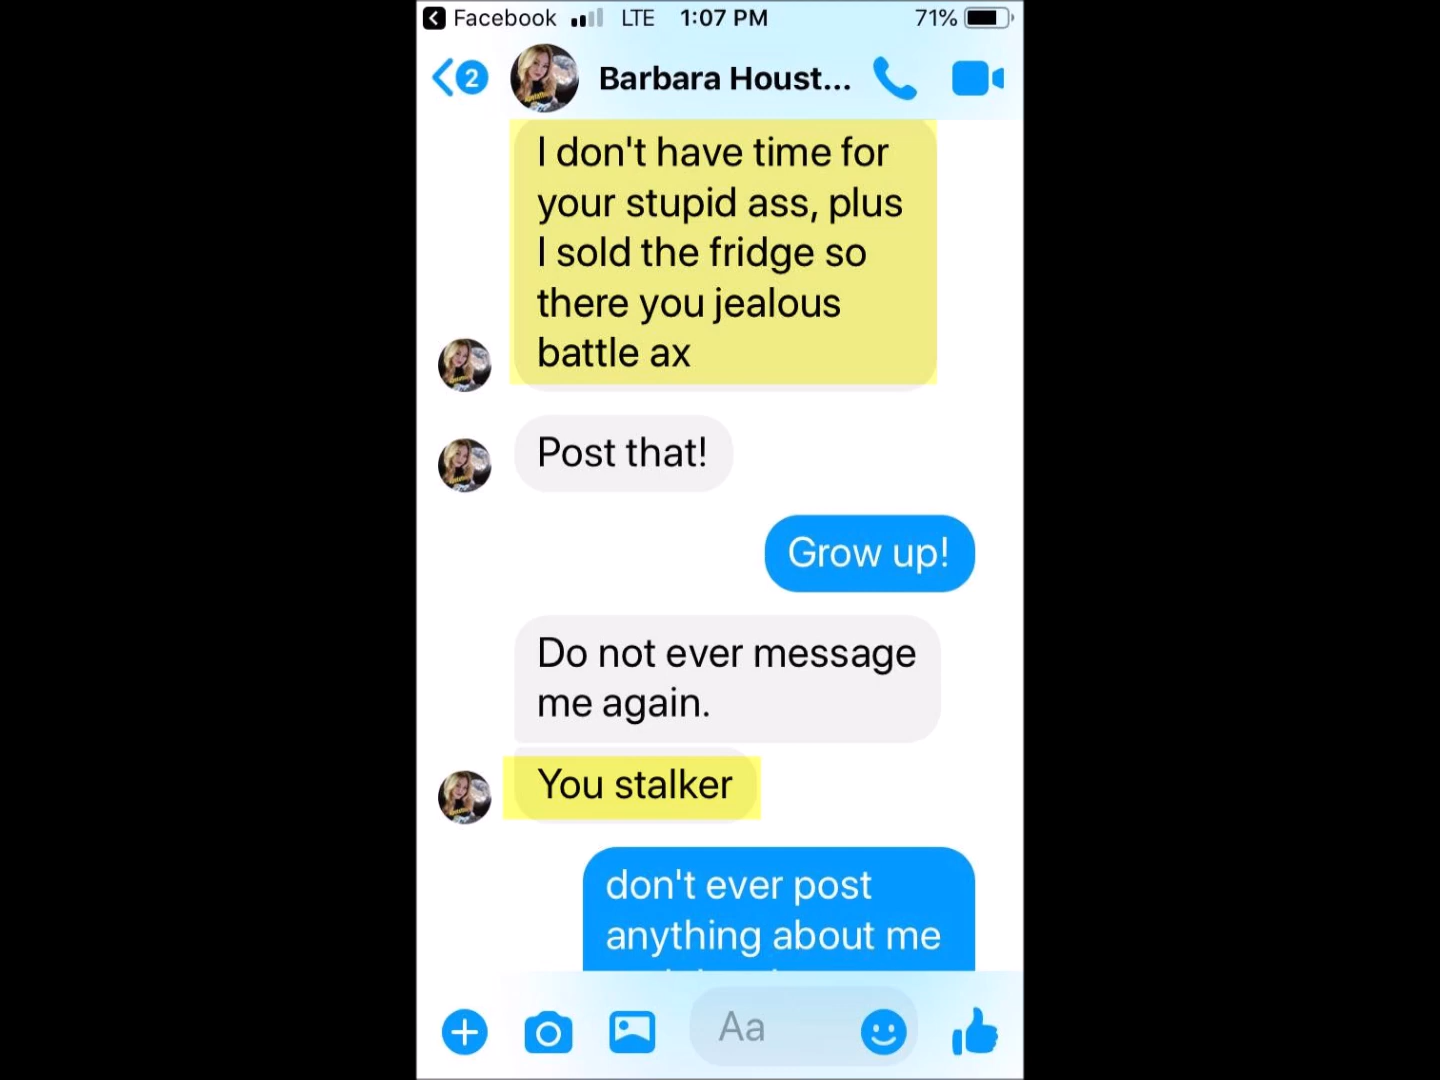 Facebook LTE 1:07 PM 71%
2 Barbara Houst...
I don't have time for
your stupid ass, plus
I sold the fridge so
there you jealous
battle ax
Post that!
Grow up!
Do not ever message
me again.
You stalker
don't ever post
anything about me
Aa